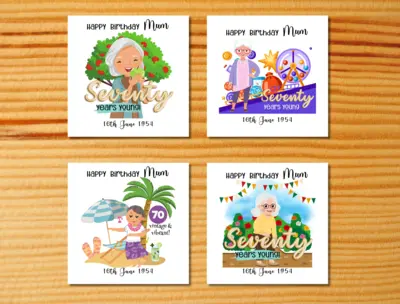 Happy Birthday Mum
Seventy
YEARS YOUNG!
10th June 1954
Happy Birthday Mum
Seventy
YEARS YOUNG!
10th June 1954
Happy Birthday Mum
70
vintage &
vibrant!
10th June 1954
Happy Birthday Mum
Seventy
YEARS YOUNG!
10th June 1954